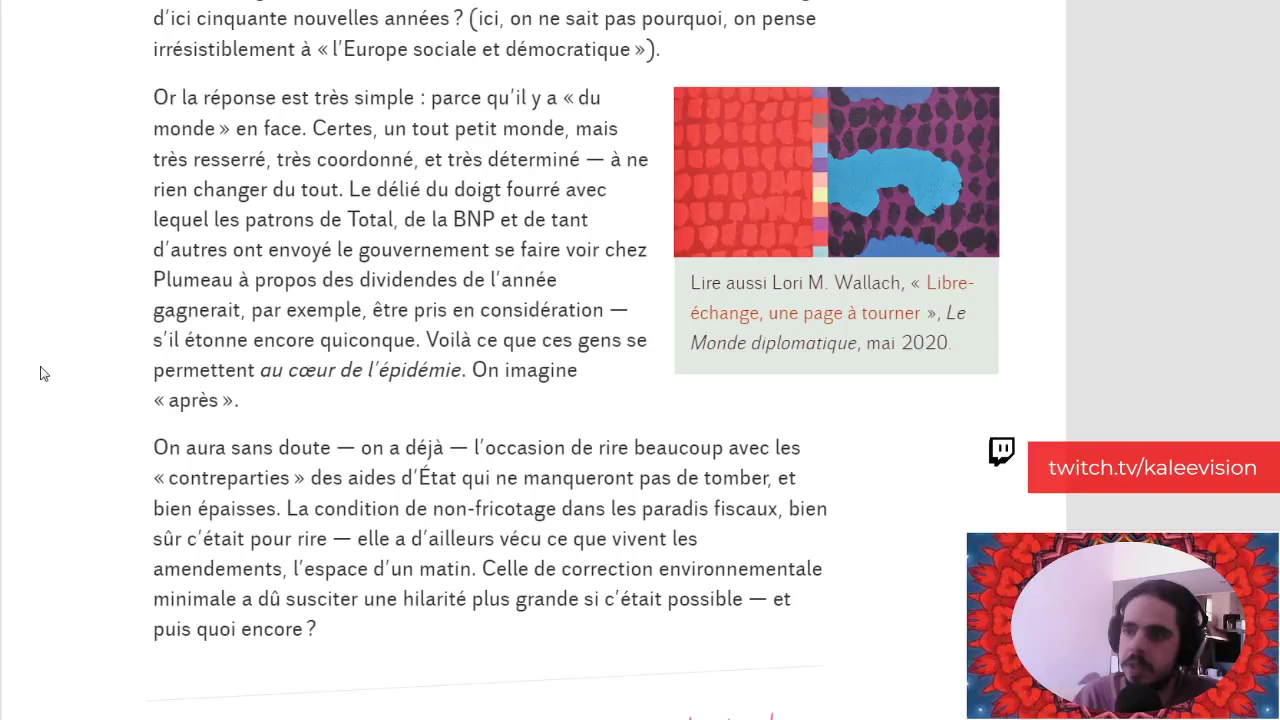 d’ici cinquante nouvelles années ? (ici, on ne sait pas pourquoi, on pense
irrésistiblement à « l’Europe sociale et démocratique »).
Or la réponse est très simple : parce qu’il y a « du
monde » en face. Certes, un tout petit monde, mais
très resserré, très coordonné, et très déterminé — à ne
rien changer du tout. Le délié du doigt fourré avec
lequel les patrons de Total, de la BNP et de tant
d’autres ont envoyé le gouvernement se faire voir chez
Plumeau à propos des dividendes de l’année
gagnerait, par exemple, être pris en considération —
s’il étonne encore quiconque. Voilà ce que ces gens se
permettent au cœur de l’épidémie. On imagine
« après ».
Lire aussi Lori M. Wallach, « Libre-
échange, une page à tourner », Le
Monde diplomatique, mai 2020.
On aura sans doute — on a déjà — l’occasion de rire beaucoup avec les
« contreparties » des aides d’État qui ne manqueront pas de tomber, et
bien épaisses. La condition de non-fricotage dans les paradis fiscaux, bien
sûr c’était pour rire — elle a d’ailleurs vécu ce que vivent les
amendements, l’espace d’un matin. Celle de correction environnementale
minimale a dû susciter une hilarité plus grande si c’était possible — et
puis quoi encore ?
twitch.tv/kaleevision